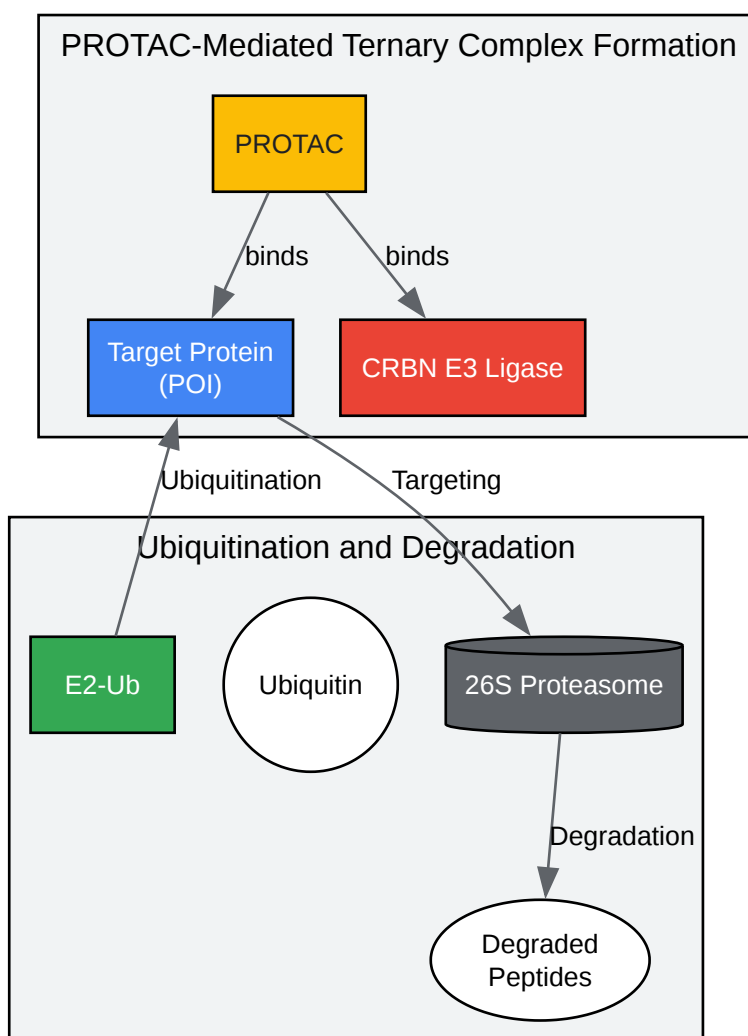 PROTAC-Mediated Ternary Complex Formation
PROTAC
binds
binds
Target Protein
(POI)
CRBN E3 Ligase
Ubiquitination
Targeting
Ubiquitination and Degradation
E2-Ub
Ubiquitin
26S Proteasome
Degradation
Degraded
Peptides